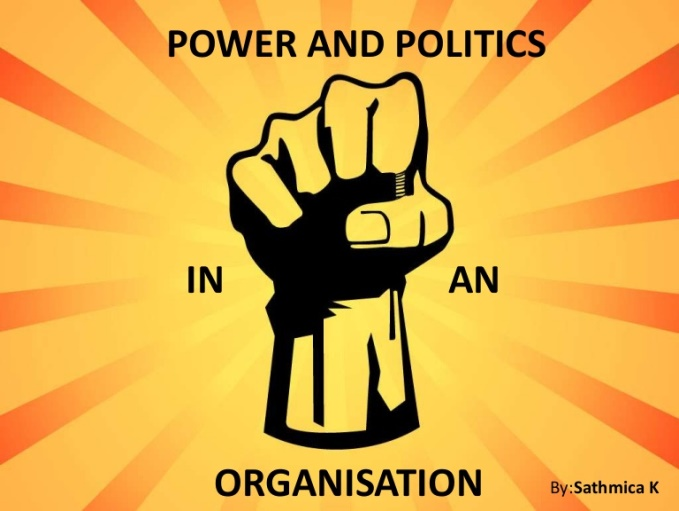 POWER AND POLITICS
IN AN
ORGANISATION
By:Sathmica K